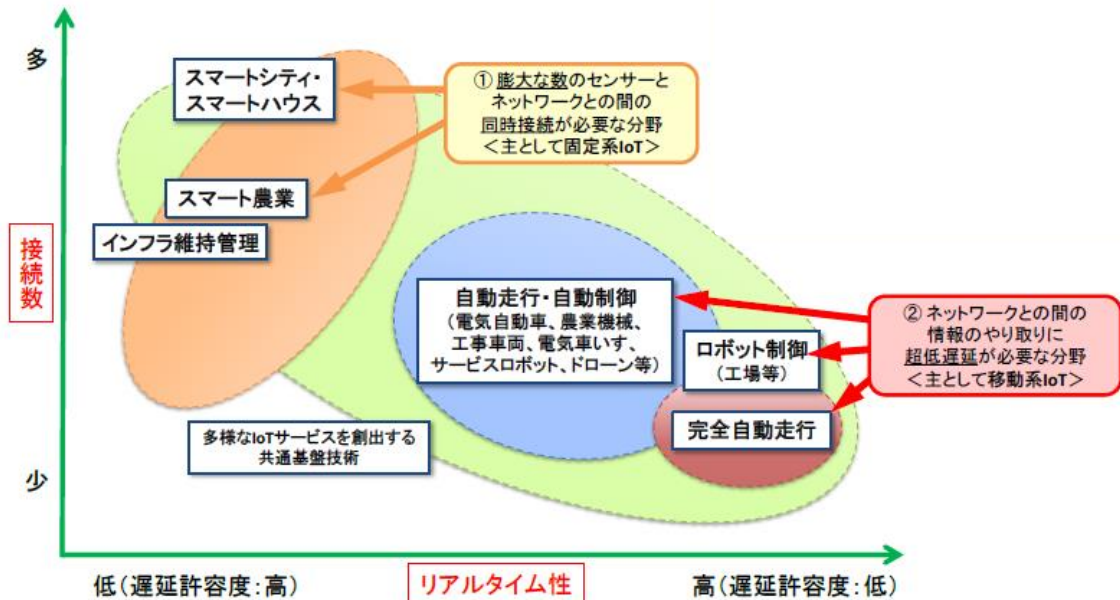 多
スマートシティ・
スマートハウス
① 膨大な数のセンサーと
ネットワークとの間の
同時接続が必要な分野
<主として固定系IoT>
スマート農業
インフラ維持管理
接続数
自動走行・自動制御
(電気自動車、農業機械、
工事車両、電気車いす、
サービスロボット、ドローン等)
ロボット制御
(工場等)
② ネットワークとの間の
情報のやり取りに
超低遅延が必要な分野
<主として移動系IoT>
完全自動走行
多様なIoTサービスを創出する
共通基盤技術
少
低(遅延許容度:高)
リアルタイム性
高(遅延許容度:低)